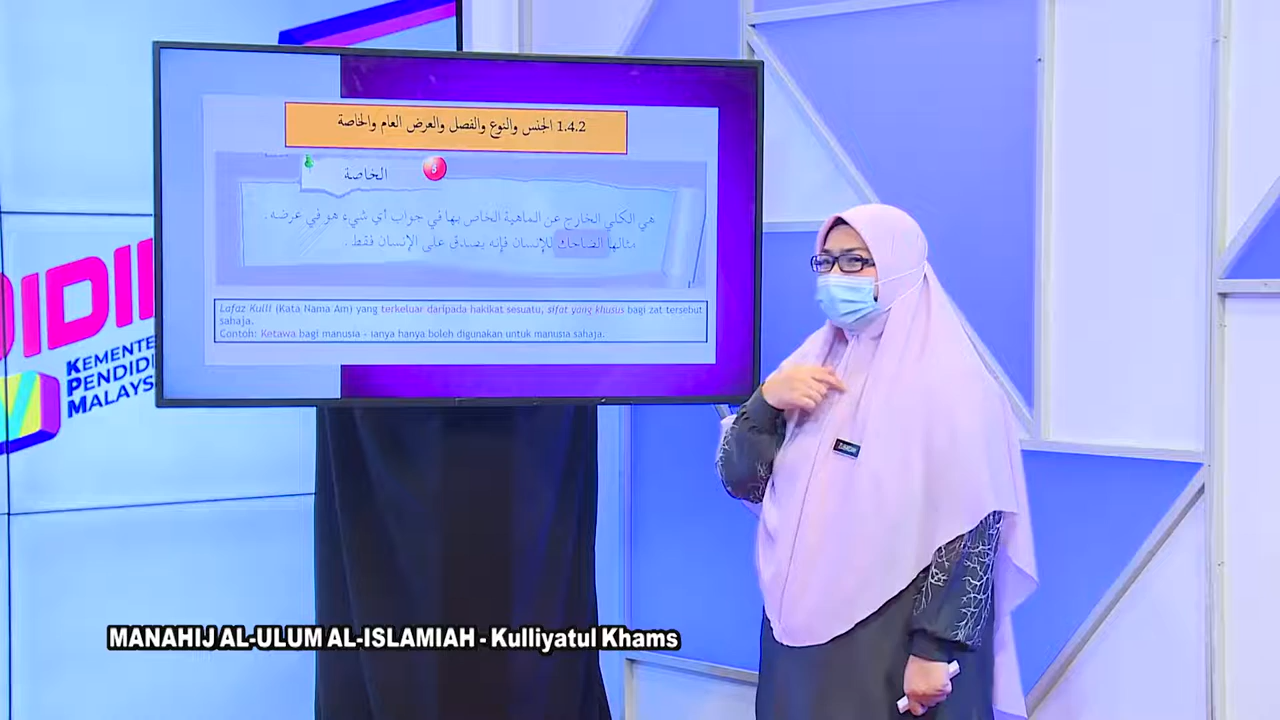 1.4.2 الجنس والنوع والفصل والعرض العام والخاصة
الخاصة
هي الكلي الخارج عن الماهية الخاص بها في جواب أي شيء هو في عرضه.
مثالها الضاحك للإنسان فإنه يصدق على الإنسان فقط.
Lafaz Kulli (Kata Nama Am) yang terkeluar daripada hakikat sesuatu, sifat yang khusus bagi zat tersebut
sahaja.
Contoh: Ketawa bagi manusia - ianya hanya boleh digunakan untuk manusia sahaja.
KEMENTE
PENDIDI
MALAYS
MANAHIJ AL-ULUM AL-ISLAMIAH - Kulliyatul Khams